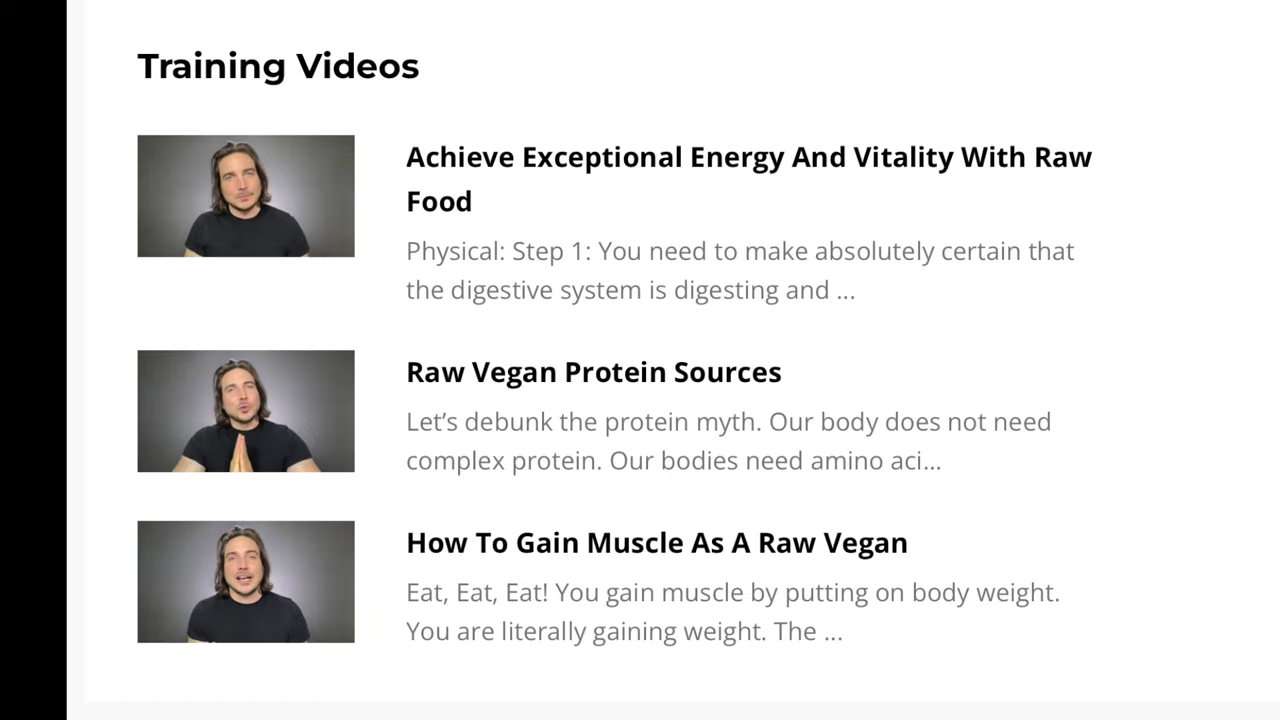 Training Videos
Achieve Exceptional Energy And Vitality With Raw
Food
Physical: Step 1: You need to make absolutely certain that
the digestive system is digesting and ...
Raw Vegan Protein Sources
Let’s debunk the protein myth. Our body does not need
complex protein. Our bodies need amino aci...
How To Gain Muscle As A Raw Vegan
Eat, Eat, Eat! You gain muscle by putting on body weight.
You are literally gaining weight. The ...